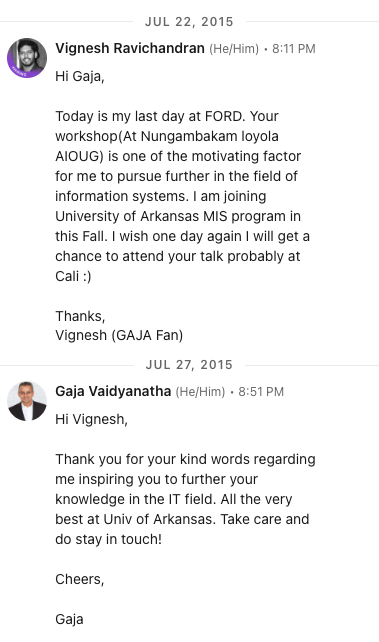 JUL 22, 2015
Vignesh Ravichandran (He/Him) • 8:11 PM
Hi Gaja,
Today is my last day at FORD. Your
workshop(At Nungambakam loyola
AIOUG) is one of the motivating factor
for me to pursue further in the field of
information systems. I am joining
University of Arkansas MIS program in
this Fall. I wish one day again I will get a
chance to attend your talk probably at
Cali :)
Thanks,
Vignesh (GAJA Fan)
JUL 27, 2015
Gaja Vaidyanatha (He/Him) • 8:51 PM
Hi Vignesh,
Thank you for your kind words regarding
me inspiring you to further your
knowledge in the IT field. All the very
best at Univ of Arkansas. Take care and
do stay in touch!
Cheers,
Gaja